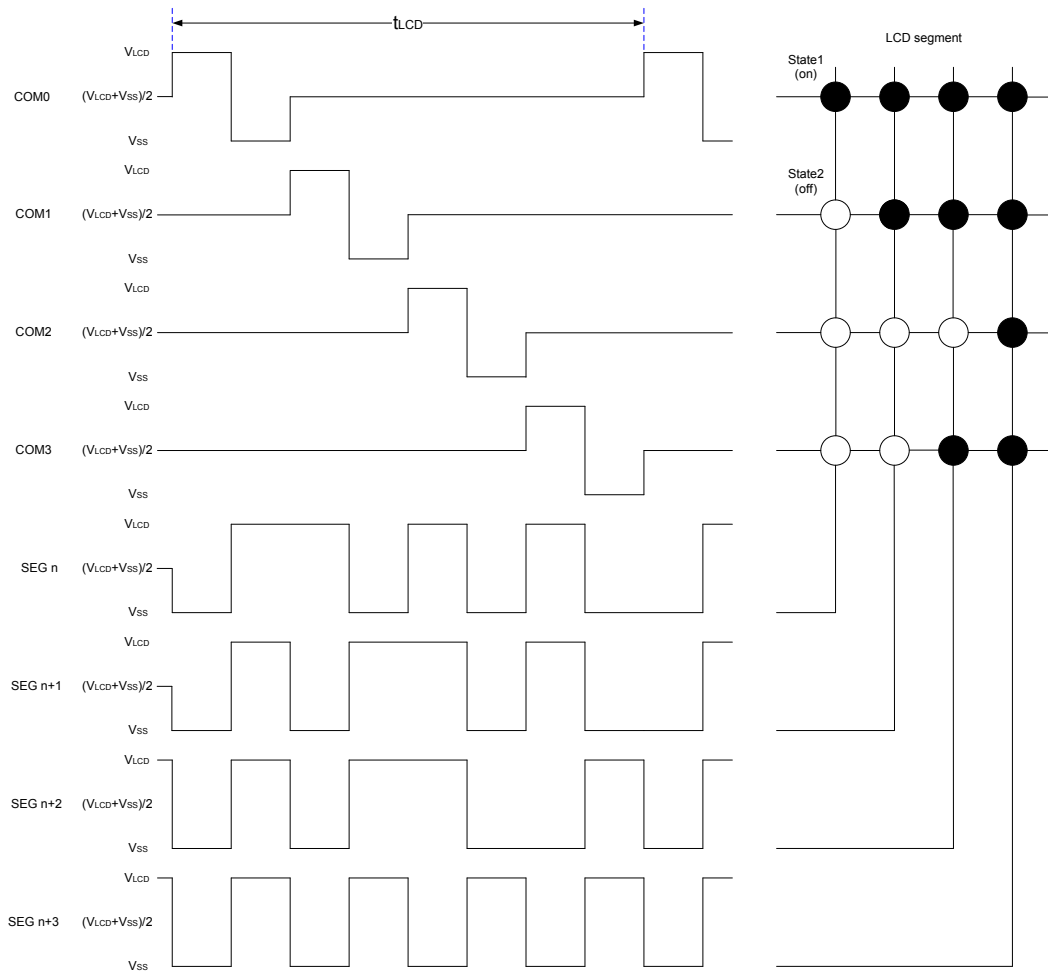 tLCD
LCD segment
VLCD
COM0 (VLCD+VSS)/2
VSS
State1
(on)
VLCD
COM1 (VLCD+VSS)/2
VSS
State2
(off)
VLCD
COM2 (VLCD+VSS)/2
VSS
VLCD
COM3 (VLCD+VSS)/2
VSS
VLCD
SEG n (VLCD+VSS)/2
VSS
VLCD
SEG n+1 (VLCD+VSS)/2
VSS
VLCD
SEG n+2 (VLCD+VSS)/2
VSS
VLCD
SEG n+3 (VLCD+VSS)/2
VSS